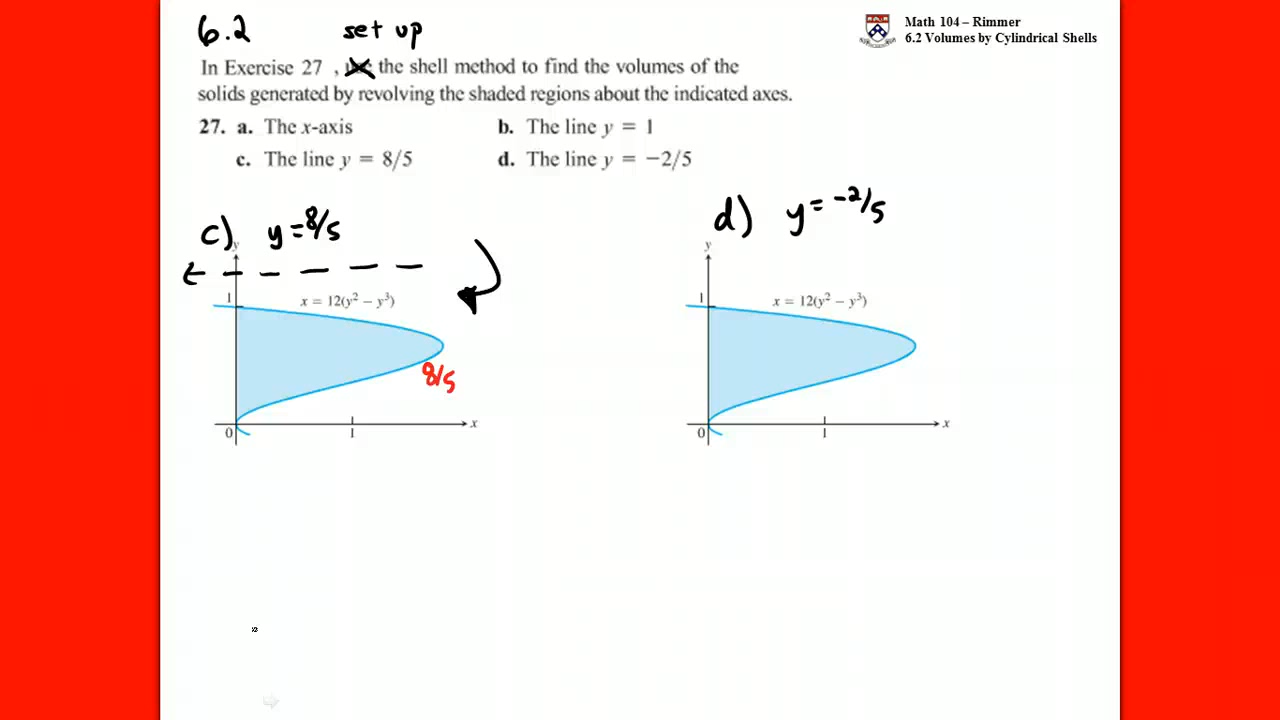 6.2 set up
Math 104 – Rimmer
6.2 Volumes by Cylindrical Shells
In Exercise 27 , the shell method to find the volumes of the
solids generated by revolving the shaded regions about the indicated axes.
27. a. The x-axis b. The line y = 1
c. The line y = 8/5 d. The line y = −2/5
c) y = 8/5
y
1
x = 12(y² − y³)
8/5
0 1 x
d) y = -2/5
y
1
x = 12(y² − y³)
0 1 x